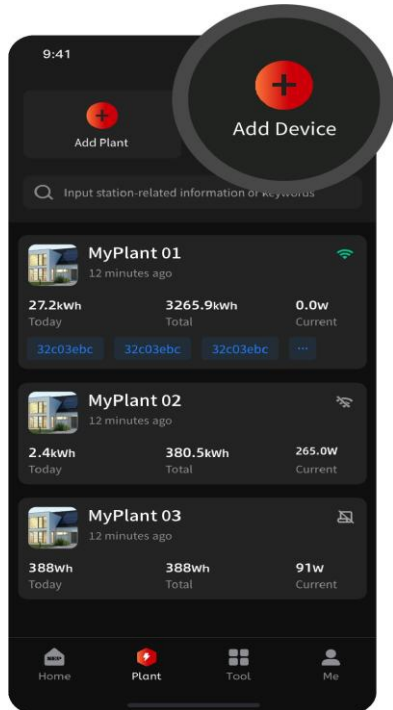 9:41
Add Plant
Add Device
Input station-related information or keywords
MyPlant 01
12 minutes ago
27.2kWh 3265.9kWh 0.0w
Today Total Current
32c03ebc 32c03ebc 32c03ebc ...
MyPlant 02
12 minutes ago
2.4kWh 380.5kWh 265.0W
Today Total Current
MyPlant 03
12 minutes ago
388Wh 388Wh 91w
Today Total Current
Home Plant Tool Me